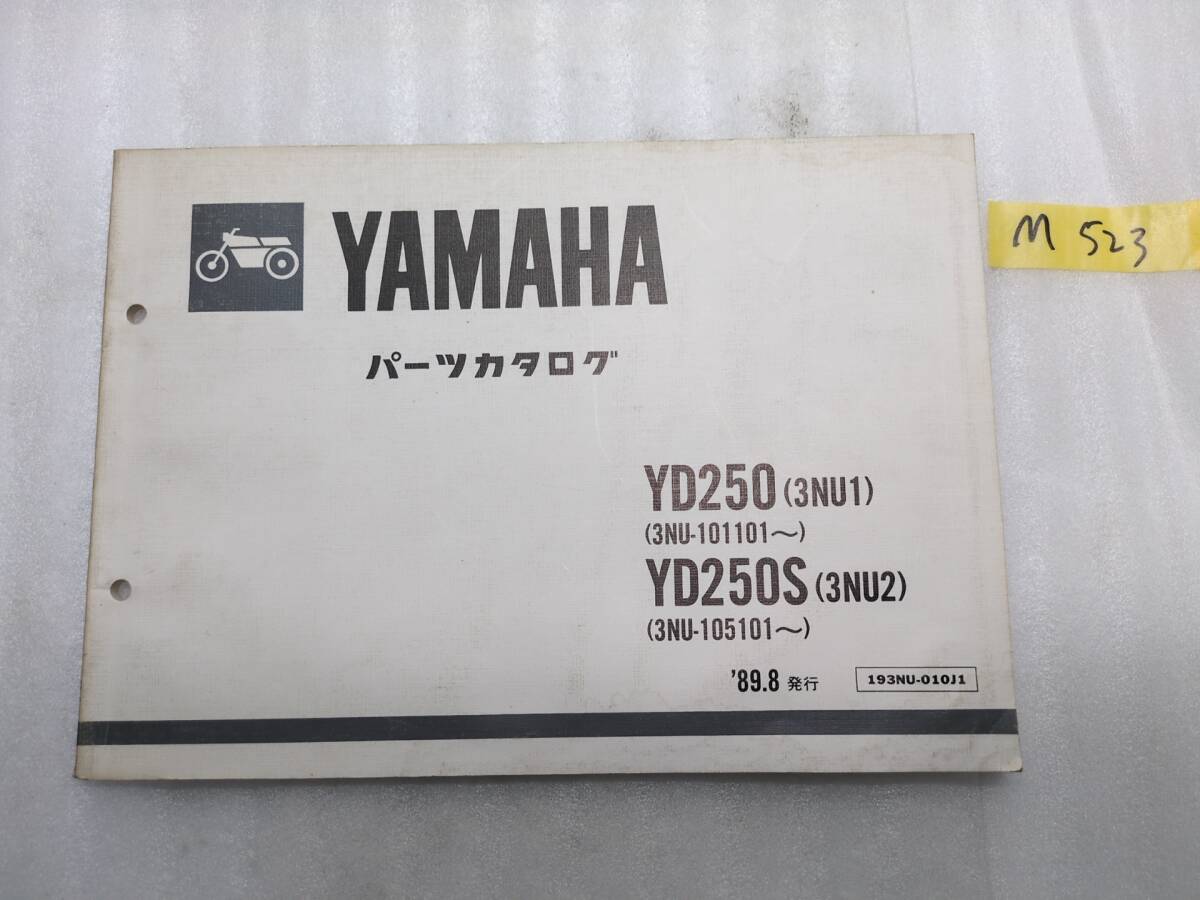 YAMAHA
パーツカタログ
YD250 (3NU1)
(3NU-101101〜)
YD250S (3NU2)
(3NU-105101〜)
'89.8 発行
193NU-010J1
M 523